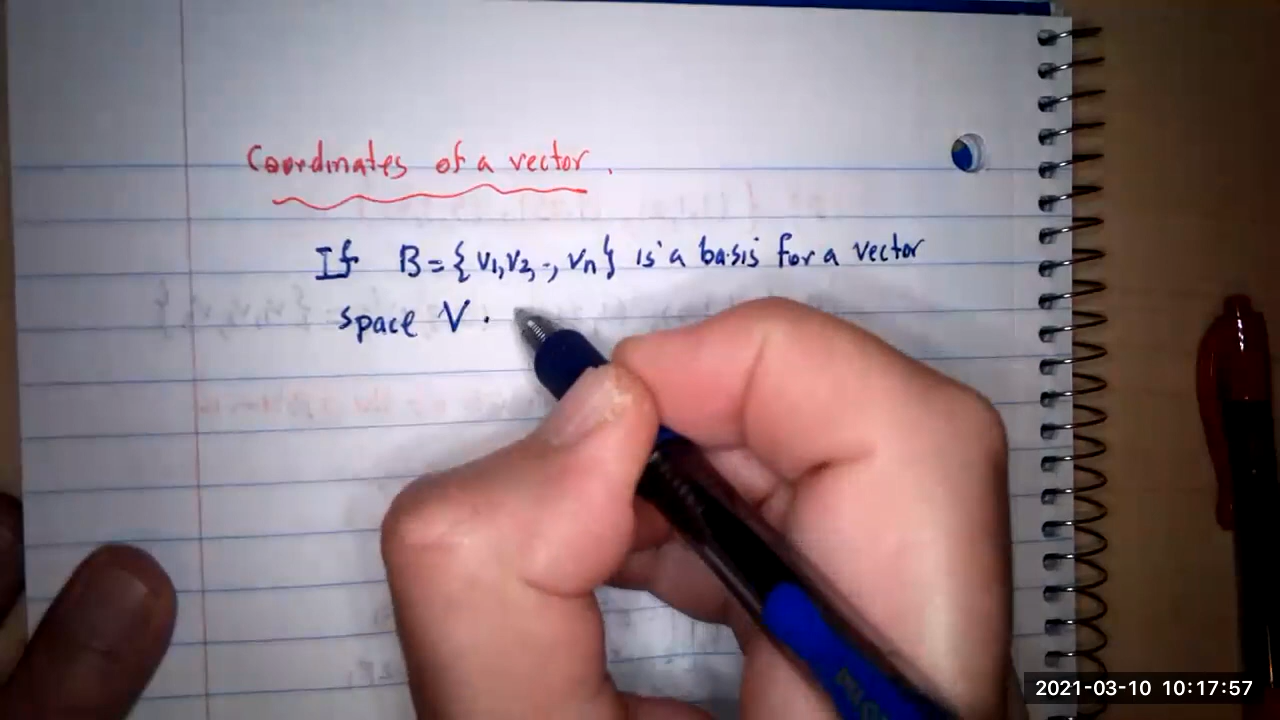 Coordinates of a vector.
If B = {v1, v2, .., vn} is a basis for a vector
space V.
2021-03-10 10:17:57